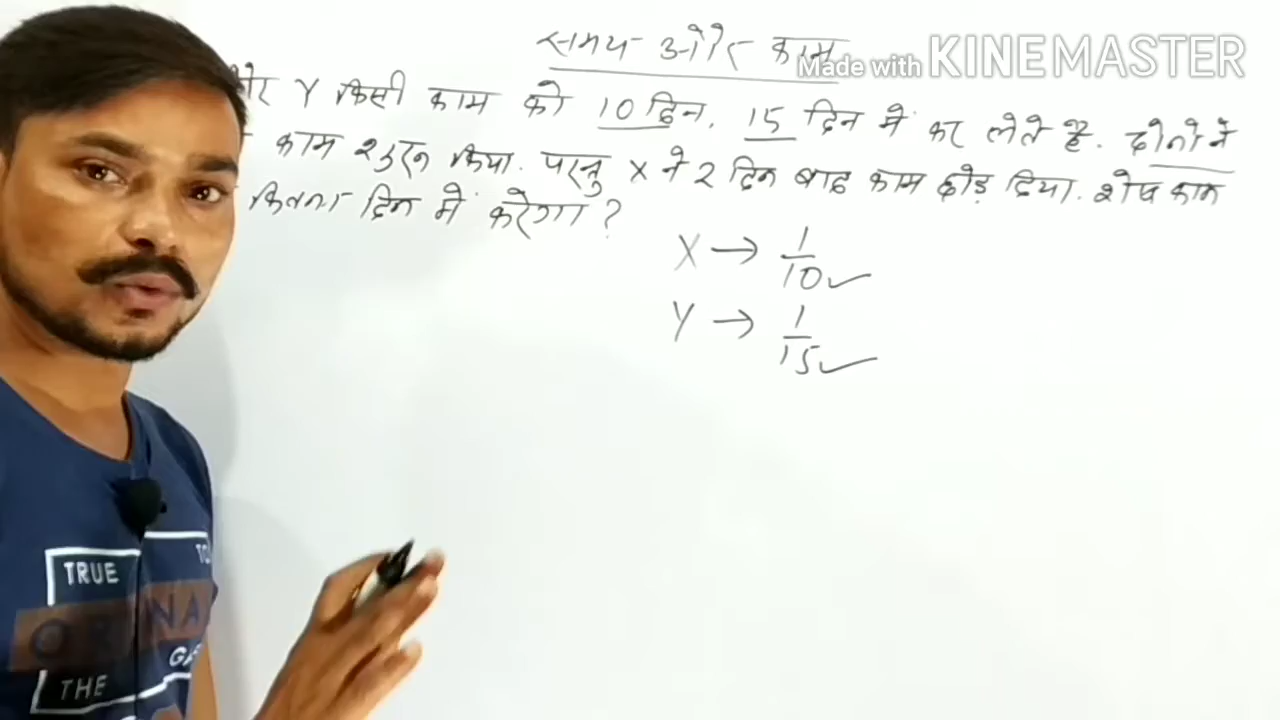 समय और काम
Made with KINEMASTER
और Y किसी काम को 10 दिन, 15 दिन में कर लेते है. दोनो ने
काम शुरू किया. परन्तु X ने 2 दिन बाद काम छोड़ दिया. शेष काम
कितना दिन में करेगा?
X → 1/10 ✓
Y → 1/15 ✓
TRUE
THE